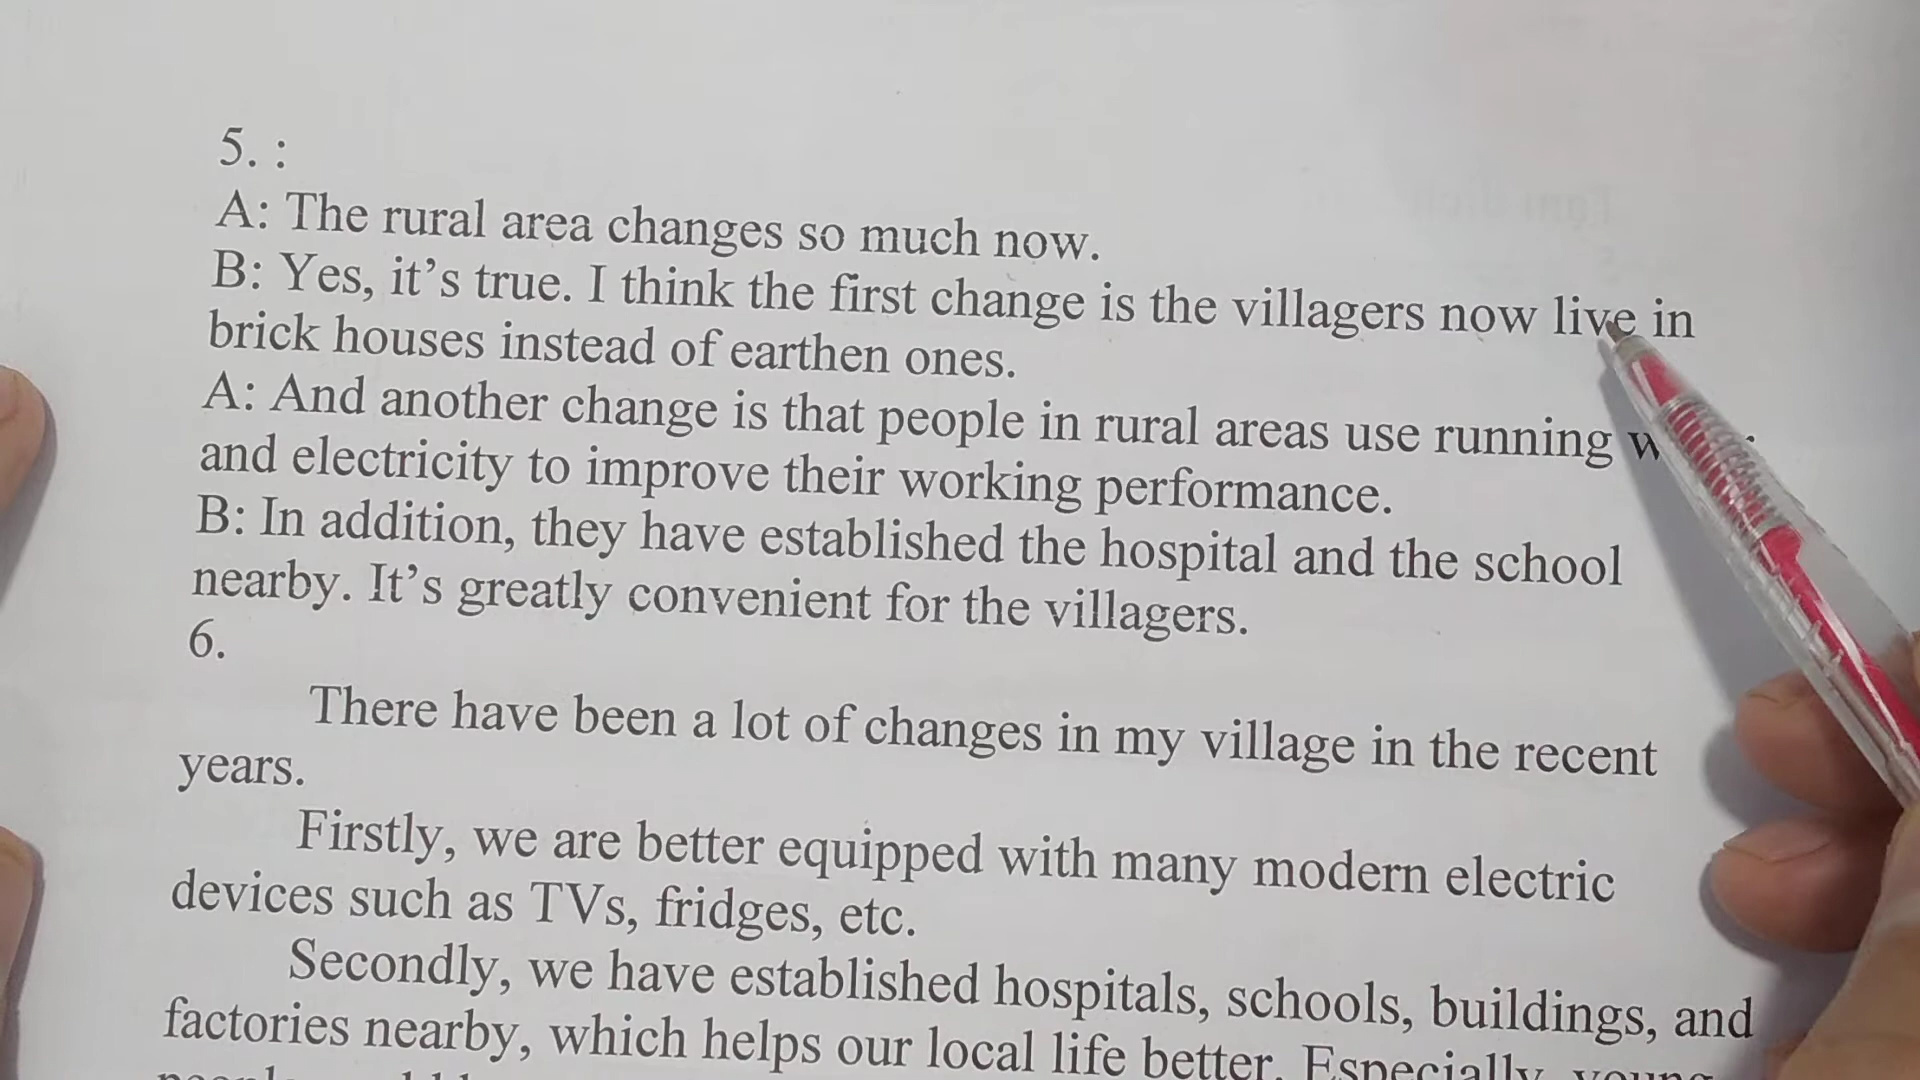 5. :
A: The rural area changes so much now.
B: Yes, it’s true. I think the first change is the villagers now live in
brick houses instead of earthen ones.
A: And another change is that people in rural areas use running
and electricity to improve their working performance.
B: In addition, they have established the hospital and the school
nearby. It’s greatly convenient for the villagers.
6.
There have been a lot of changes in my village in the recent
years.
Firstly, we are better equipped with many modern electric
devices such as TVs, fridges, etc.
Secondly, we have established hospitals, schools, buildings, and
factories nearby, which helps our local life better. Especially, young